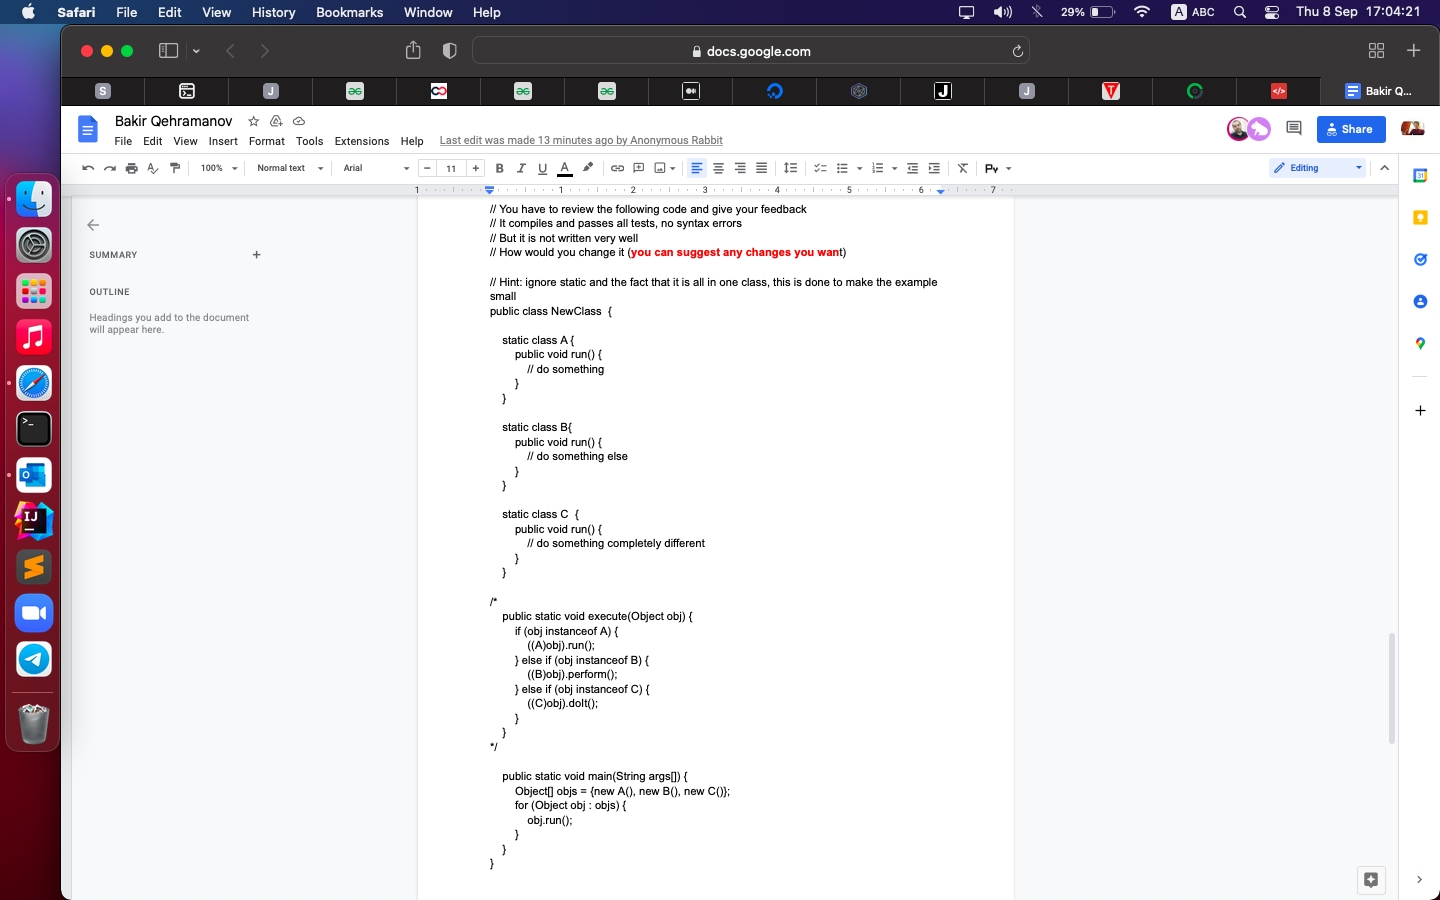 Safari File Edit View History Bookmarks Window Help 29% A ABC Thu 8 Sep 17:04:21
docs.google.com
S J J J T </> Bakir Q...
Bakir Qehramanov
File Edit View Insert Format Tools Extensions Help Last edit was made 13 minutes ago by Anonymous Rabbit
Share
100% Normal text Arial − 11 + B I U A Editing
1 1 2 3 4 5 6 7
SUMMARY +
OUTLINE
Headings you add to the document
will appear here.
// You have to review the following code and give your feedback
// It compiles and passes all tests, no syntax errors
// But it is not written very well
// How would you change it (you can suggest any changes you want)
// Hint: ignore static and the fact that it is all in one class, this is done to make the example
small
public class NewClass {
static class A {
public void run() {
// do something
}
}
static class B{
public void run() {
// do something else
}
}
static class C {
public void run() {
// do something completely different
}
}
/*
public static void execute(Object obj) {
if (obj instanceof A) {
((A)obj).run();
} else if (obj instanceof B) {
((B)obj).perform();
} else if (obj instanceof C) {
((C)obj).doIt();
}
}
*/
public static void main(String args[]) {
Object[] objs = {new A(), new B(), new C()};
for (Object obj : objs) {
obj.run();
}
}
}